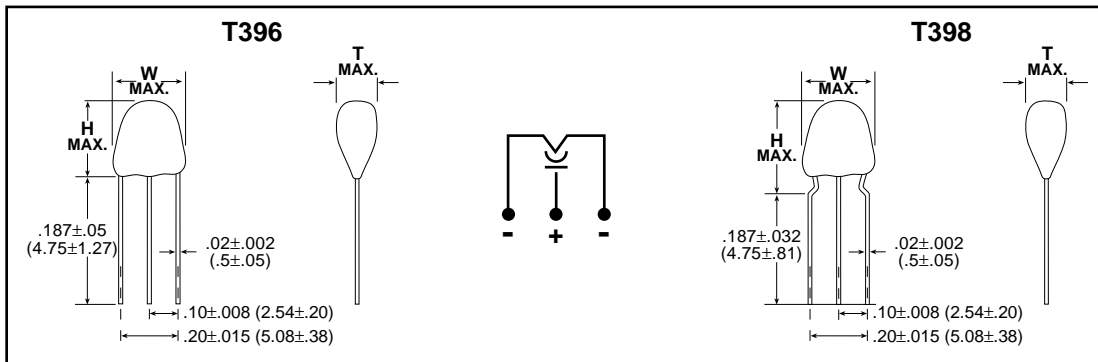 T396
T
MAX.
W
MAX.
H
MAX.
.187±.05
(4.75±1.27)
.02±.002
(.5±.05)
.10±.008 (2.54±.20)
.20±.015 (5.08±.38)
- + -
T398
T
MAX.
W
MAX.
H
MAX.
.187±.032
(4.75±.81)
.02±.002
(.5±.05)
.10±.008 (2.54±.20)
.20±.015 (5.08±.38)